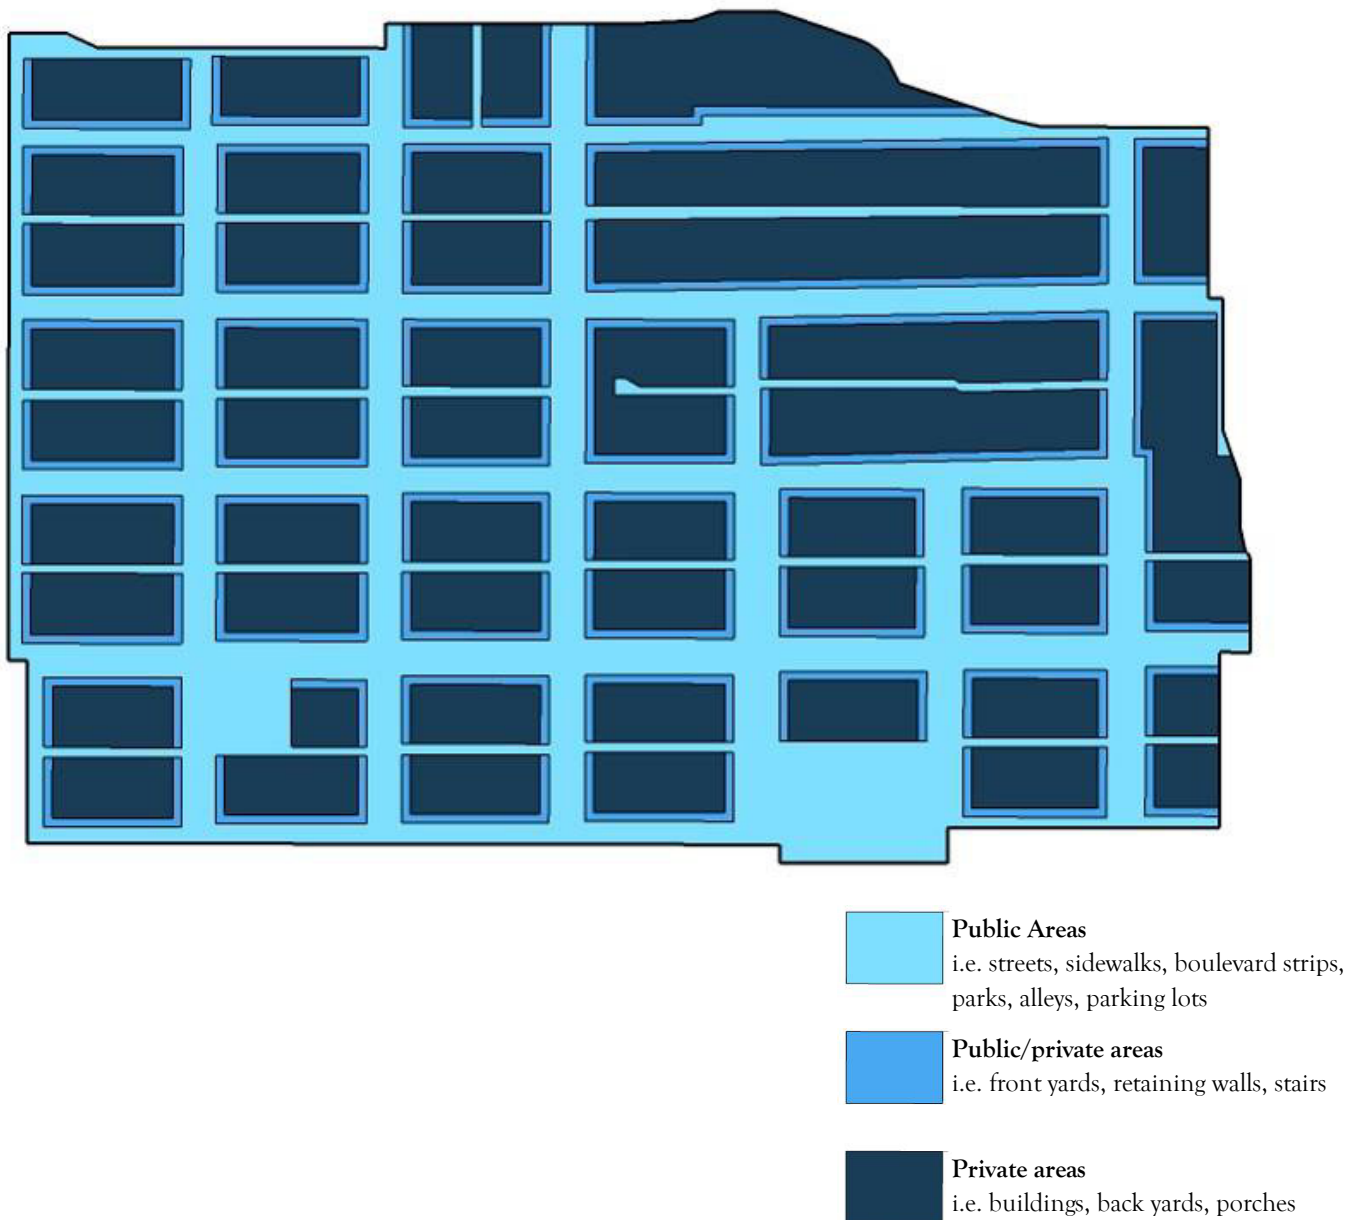 Public Areas
i.e. streets, sidewalks, boulevard strips,
parks, alleys, parking lots
Public/private areas
i.e. front yards, retaining walls, stairs
Private areas
i.e. buildings, back yards, porches